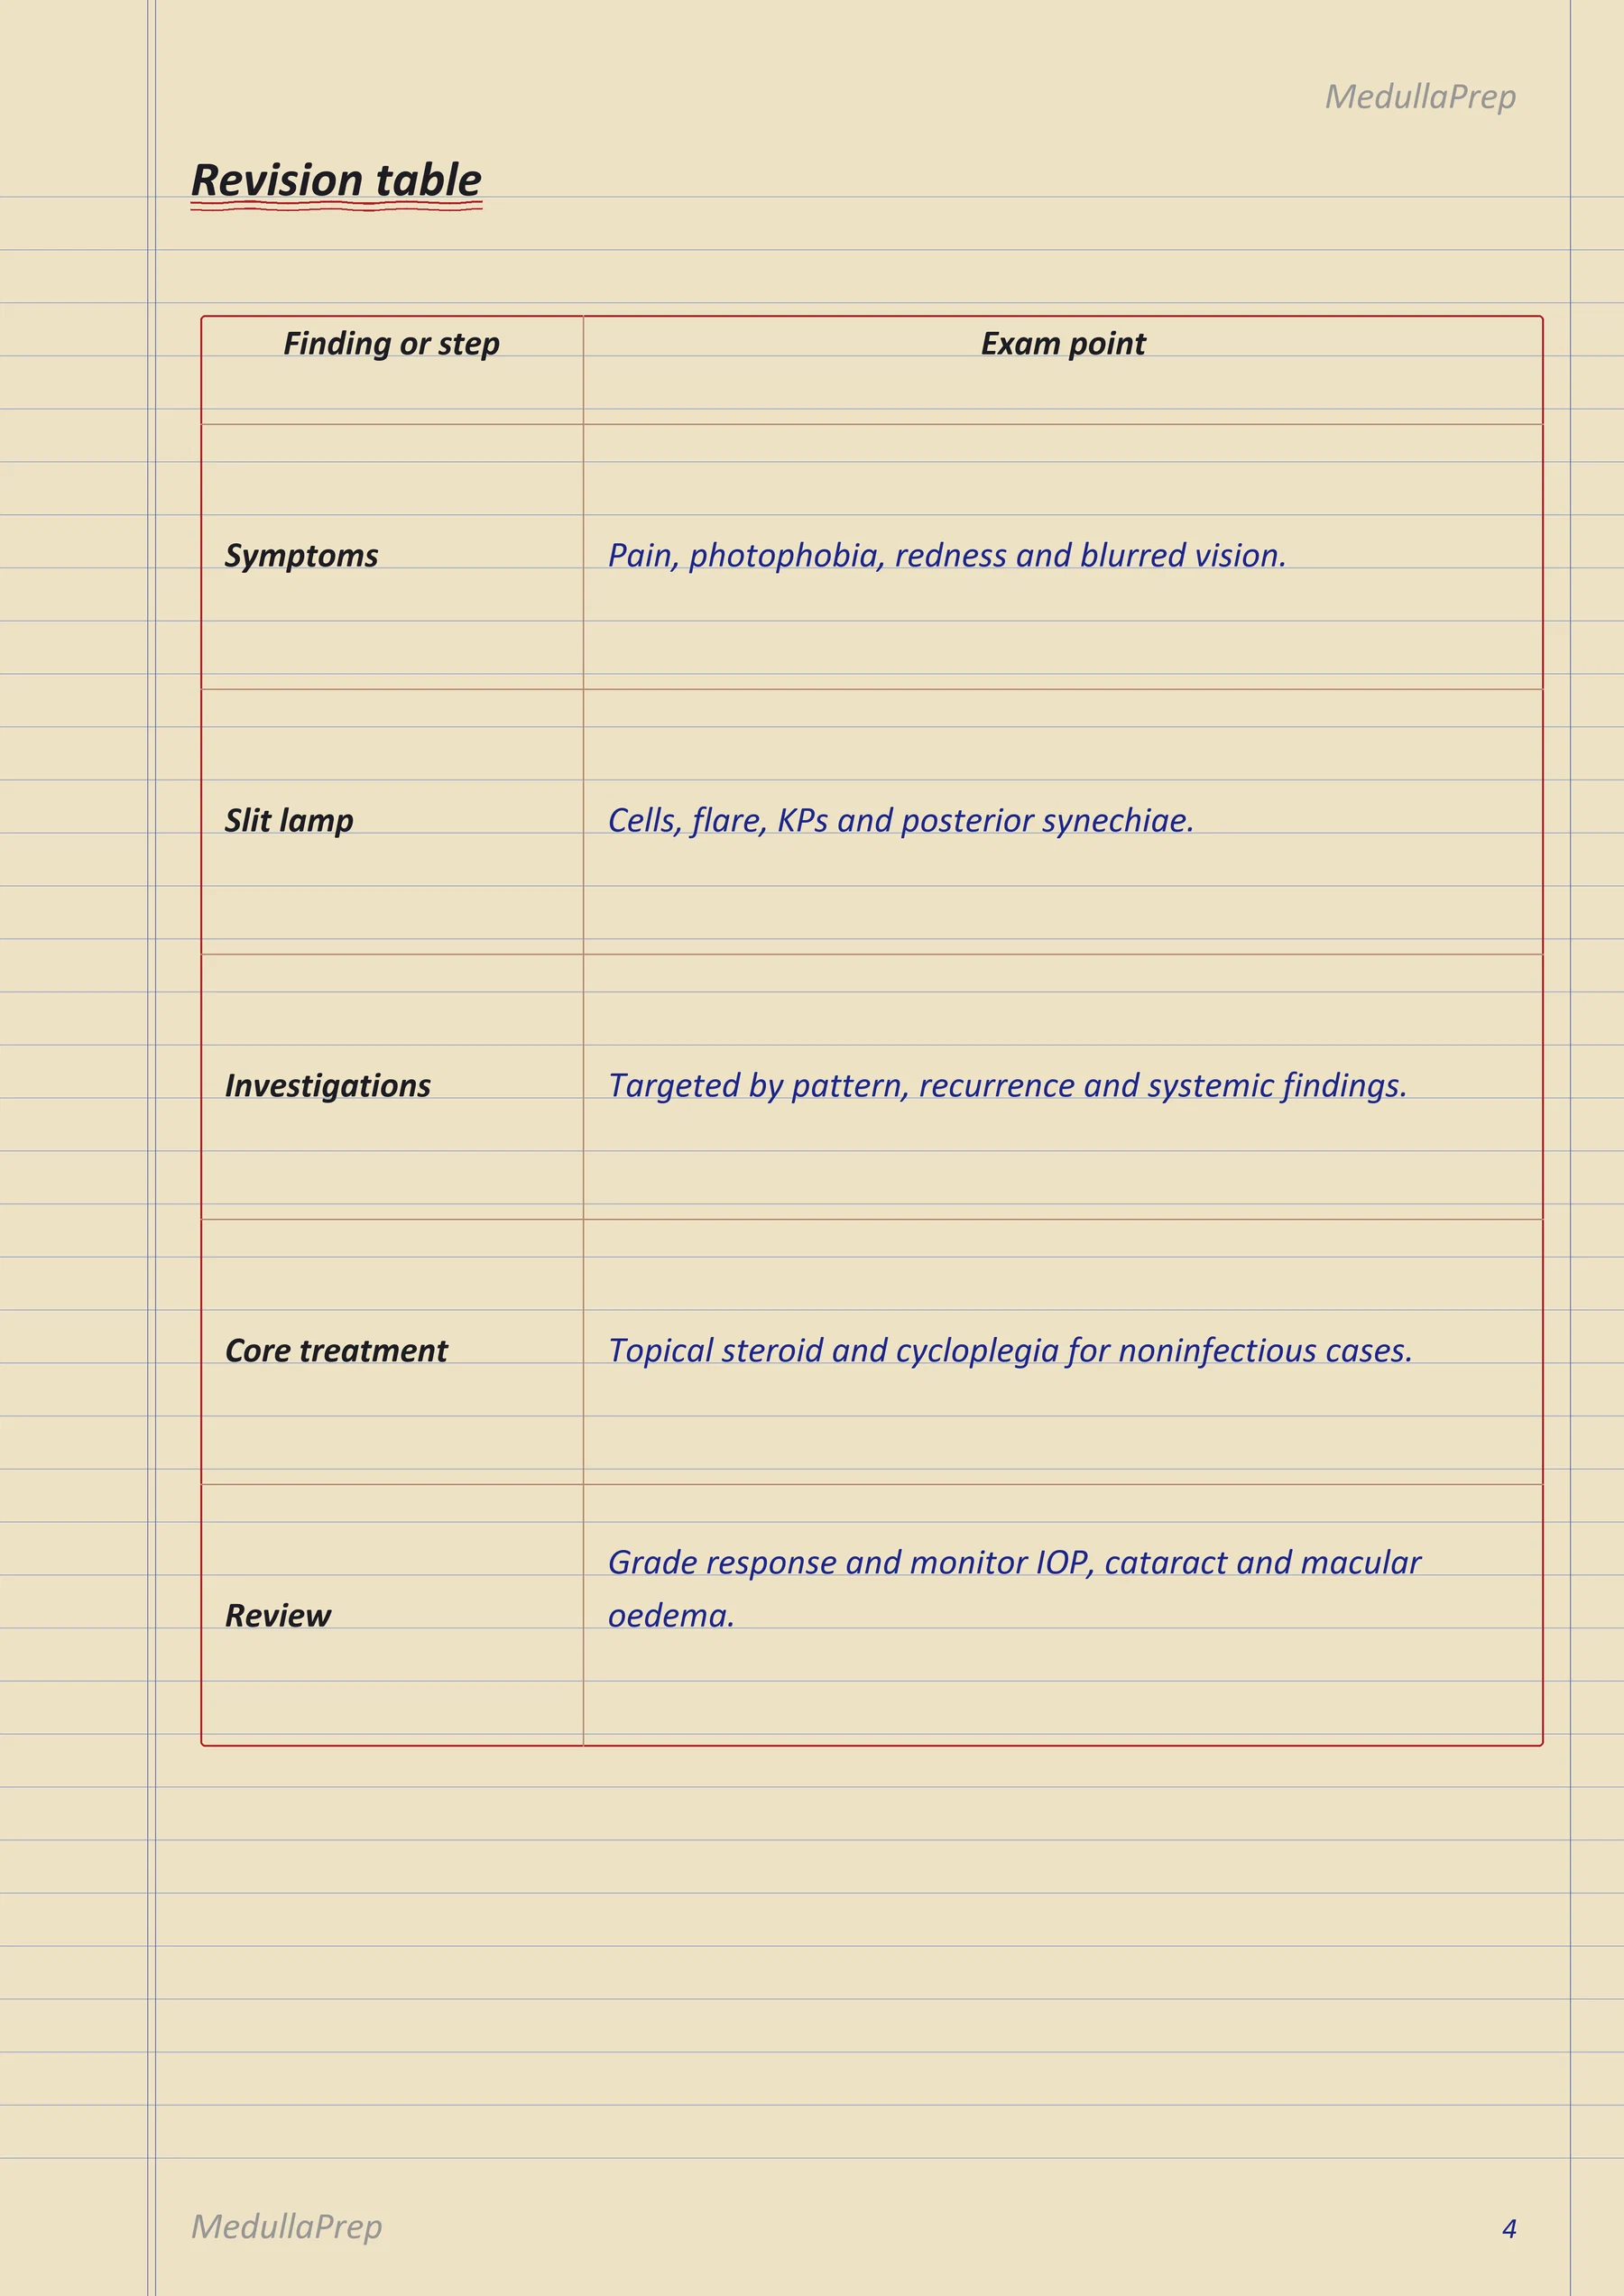 MedullaPrep
Revision table
Finding or step
Exam point
Symptoms
Pain, photophobia, redness and blurred vision.
Slit lamp
Cells, flare, KPs and posterior synechiae.
Investigations
Targeted by pattern, recurrence and systemic findings.
Core treatment
Topical steroid and cycloplegia for noninfectious cases.
Review
Grade response and monitor IOP, cataract and macular
oedema.
MedullaPrep
4